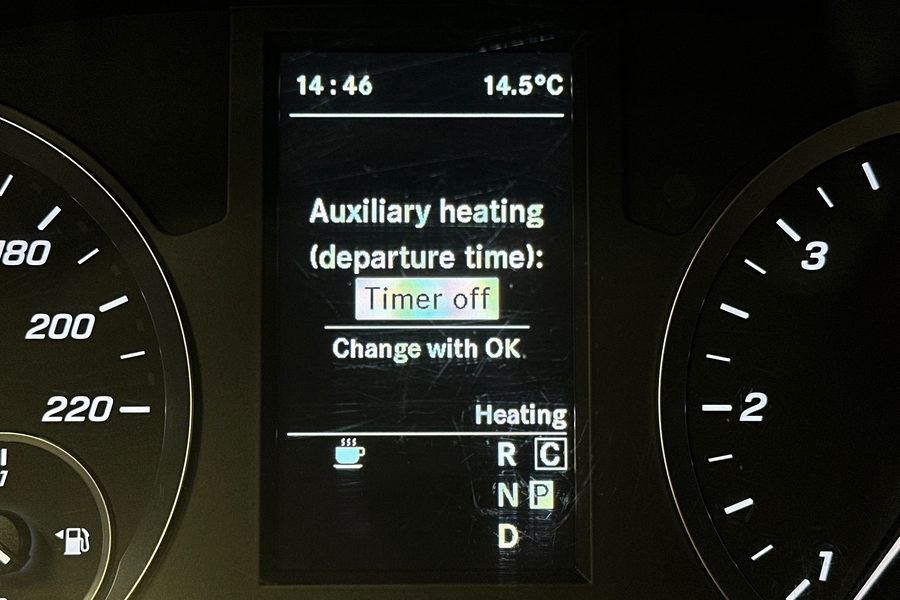 14:46 14.5°C
Auxiliary heating
(departure time):
Timer off
Change with OK
Heating
R C
N P
D
180
200
220
3
2
1